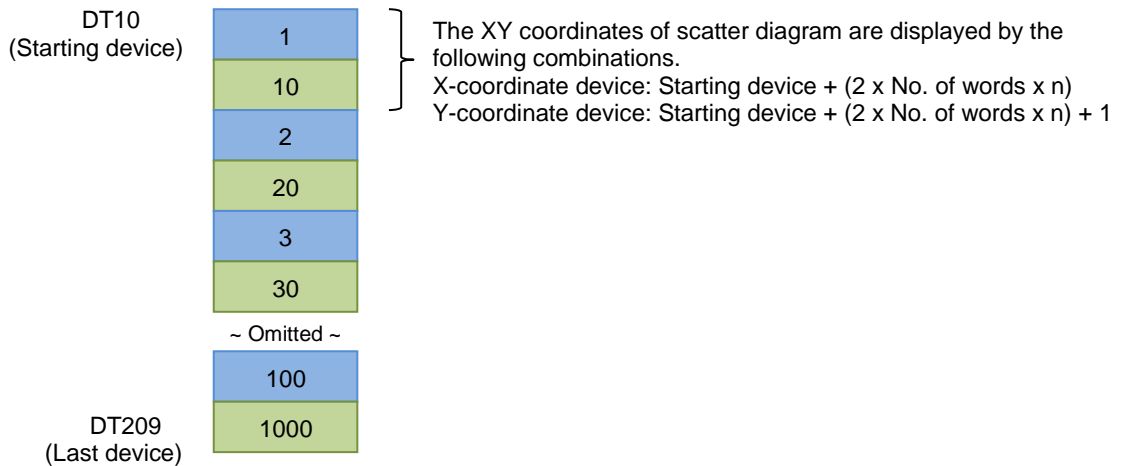 DT10
(Starting device)
1
10
2
20
3
30
~ Omitted ~
100
1000
DT209
(Last device)
The XY coordinates of scatter diagram are displayed by the
following combinations.
X-coordinate device: Starting device + (2 x No. of words x n)
Y-coordinate device: Starting device + (2 x No. of words x n) + 1